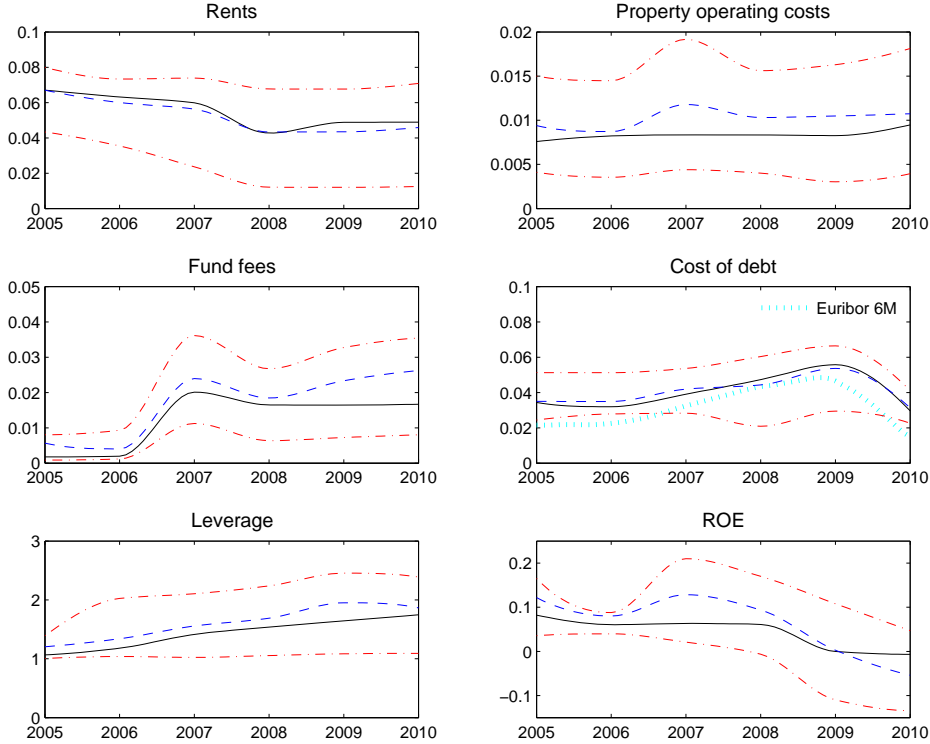 Rents
0.1
0.08
0.06
0.04
0.02
0
2005 2006 2007 2008 2009 2010
Property operating costs
0.02
0.015
0.01
0.005
0
2005 2006 2007 2008 2009 2010
Fund fees
0.05
0.04
0.03
0.02
0.01
0
2005 2006 2007 2008 2009 2010
Cost of debt
0.1
0.08
0.06
0.04
0.02
0
Euribor 6M
2005 2006 2007 2008 2009 2010
Leverage
3
2
1
0
2005 2006 2007 2008 2009 2010
ROE
0.2
0.1
0
−0.1
2005 2006 2007 2008 2009 2010